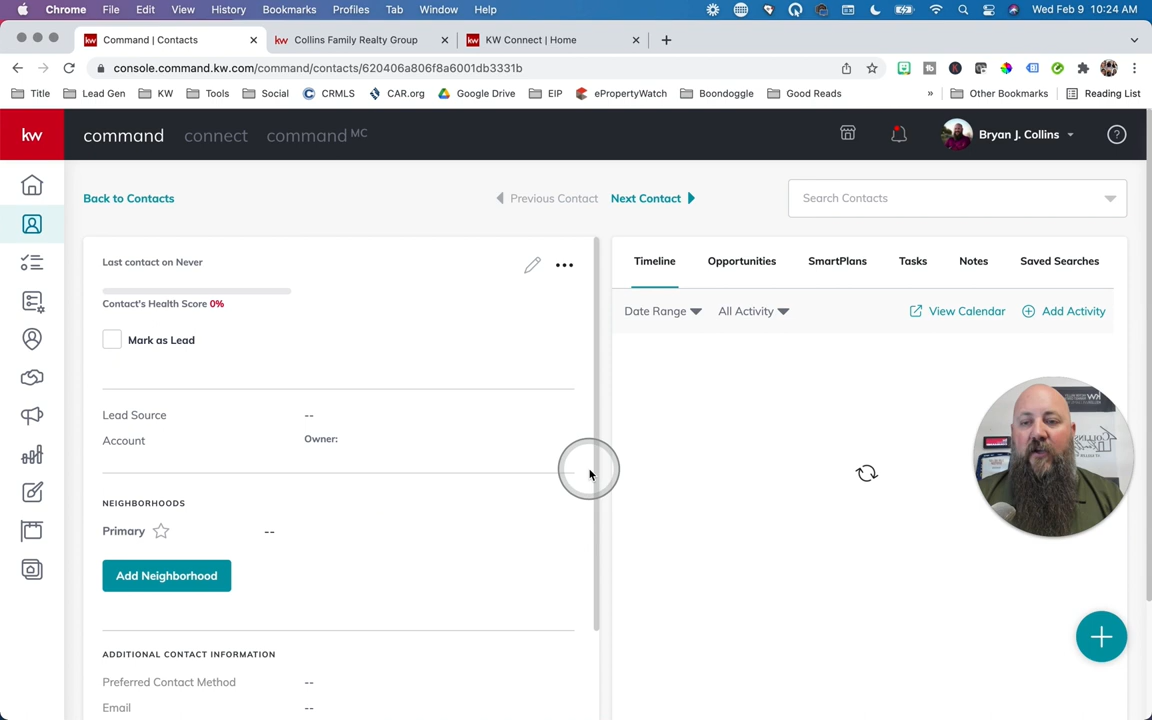 Chrome File Edit View History Bookmarks Profiles Tab Window Help Wed Feb 9 10:24 AM
Command | Contacts
Collins Family Realty Group
KW Connect | Home
console.command.kw.com/command/contacts/620406a806f8a6001db3331b
Title Lead Gen KW Tools Social CRMLS CAR.org Google Drive EIP ePropertyWatch Boondoggle Good Reads » Other Bookmarks Reading List
kw command connect command MC Bryan J. Collins
Back to Contacts Previous Contact Next Contact Search Contacts
Last contact on Never
Contact's Health Score 0%
Mark as Lead
Lead Source --
Account Owner:
NEIGHBORHOODS
Primary --
Add Neighborhood
ADDITIONAL CONTACT INFORMATION
Preferred Contact Method --
Email --
Timeline Opportunities SmartPlans Tasks Notes Saved Searches
Date Range All Activity View Calendar Add Activity